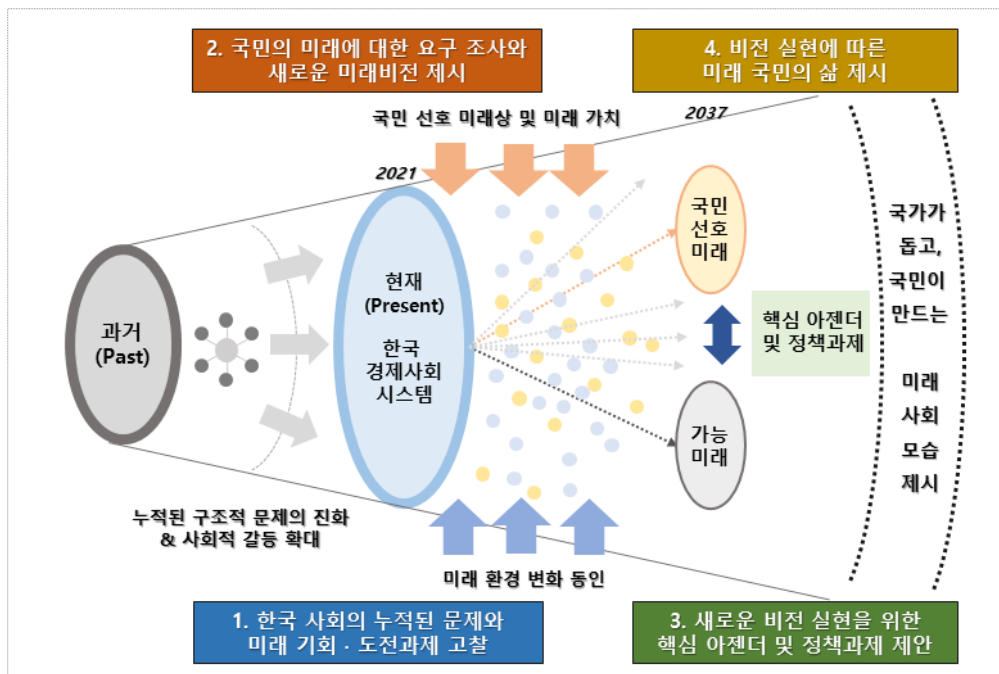 2. 국민의 미래에 대한 요구 조사와
새로운 미래비전 제시
4. 비전 실현에 따른
미래 국민의 삶 제시
국민 선호 미래상 및 미래 가치
2037
2021
과거
(Past)
현재
(Present)
한국
경제사회
시스템
국민
선호
미래
핵심 아젠더
및 정책과제
가능
미래
국가가
돕고,
국민이
만드는
미래
사회
모습
제시
누적된 구조적 문제의 진화
& 사회적 갈등 확대
미래 환경 변화 동인
1. 한국 사회의 누적된 문제와
미래 기회 · 도전과제 고찰
3. 새로운 비전 실현을 위한
핵심 아젠더 및 정책과제 제안